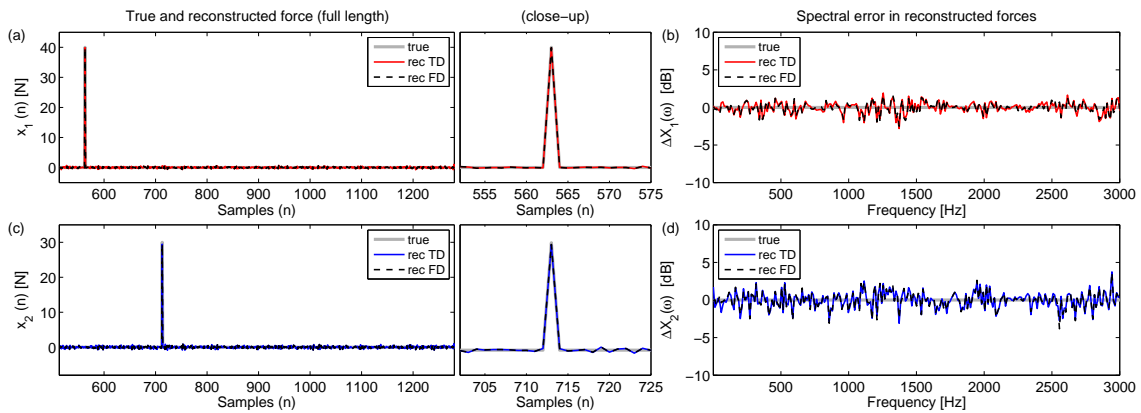 True and reconstructed force (full length)
(close−up)
Spectral error in reconstructed forces
(a)
x1 (n) [N]
40
30
20
10
0
true
rec TD
rec FD
600 700 800 900 1000 1100 1200
Samples (n)
555 560 565 570 575
Samples (n)
(b)
ΔX1(ω) [dB]
10
5
0
−5
−10
true
rec TD
rec FD
500 1000 1500 2000 2500 3000
Frequency [Hz]
(c)
x2 (n) [N]
30
20
10
0
true
rec TD
rec FD
600 700 800 900 1000 1100 1200
Samples (n)
705 710 715 720 725
Samples (n)
(d)
ΔX2(ω) [dB]
10
5
0
−5
−10
true
rec TD
rec FD
500 1000 1500 2000 2500 3000
Frequency [Hz]